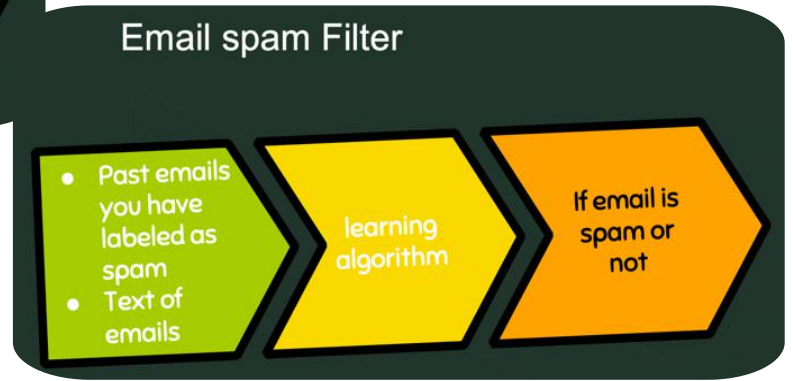 Email spam Filter
● Past emails
you have
labeled as
spam
● Text of
emails
learning
algorithm
If email is
spam or
not